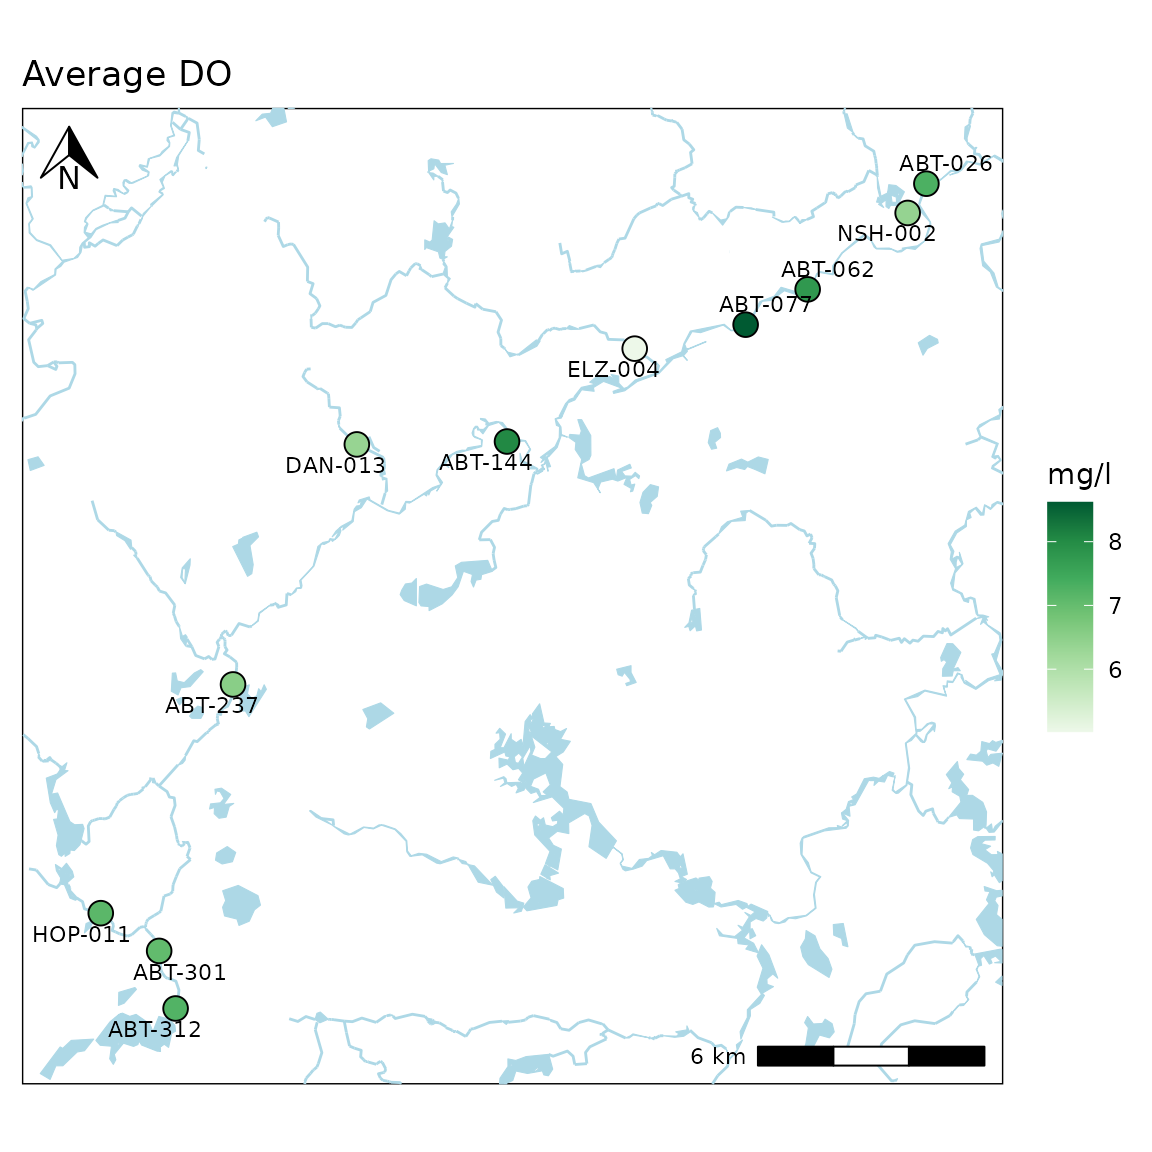 Average DO
N
ABT-026
NSH-002
ABT-062
ABT-077
ELZ-004
DAN-013
ABT-144
ABT-237
HOP-011
ABT-301
ABT-312
6 km
mg/l
8
7
6